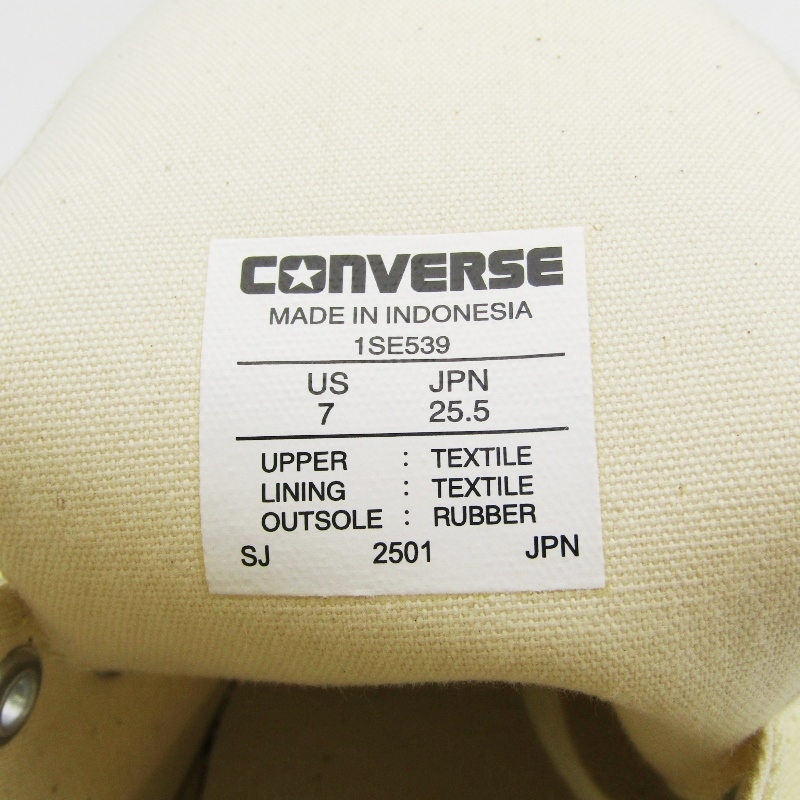 CONVERSE
MADE IN INDONESIA
1SE539
US JPN
7 25.5
UPPER : TEXTILE
LINING : TEXTILE
OUTSOLE : RUBBER
SJ 2501 JPN